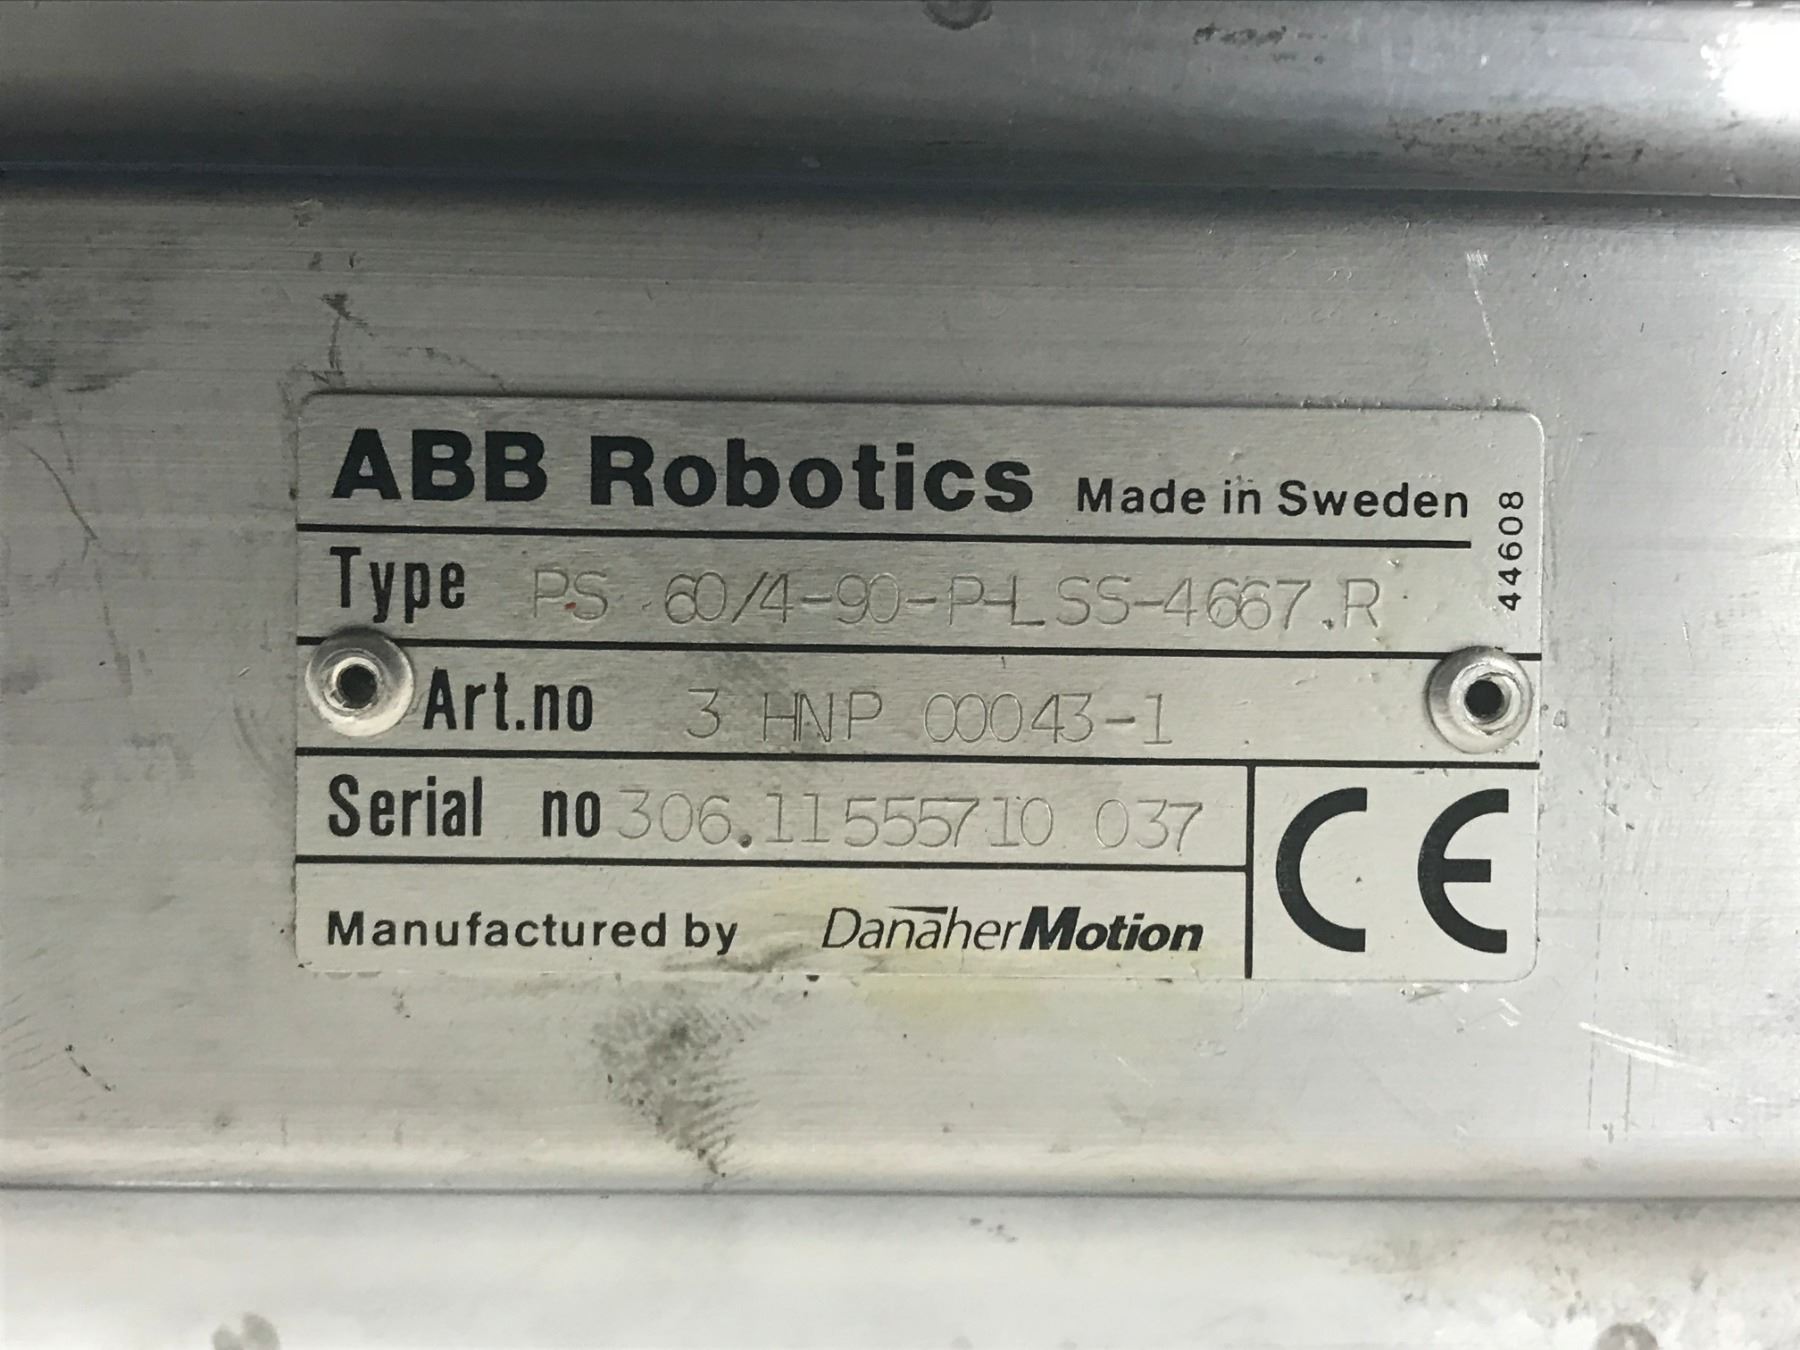 ABB Robotics Made in Sweden
44608
Type PS 60/4-90-P-LSS-4667.R
Art.no 3 HNP 00043-1
Serial no 306.11555710 037
Manufactured by DanaherMotion
CE